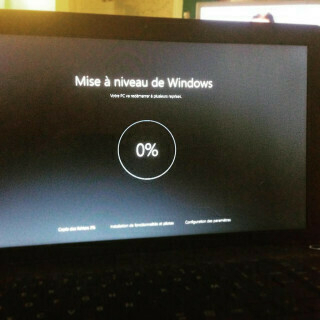 Mise à niveau de Windows
Votre PC va redémarrer à plusieurs reprises.
0%
Copie des fichiers 0% Installation de fonctionnalités et pilotes Configuration des paramètres